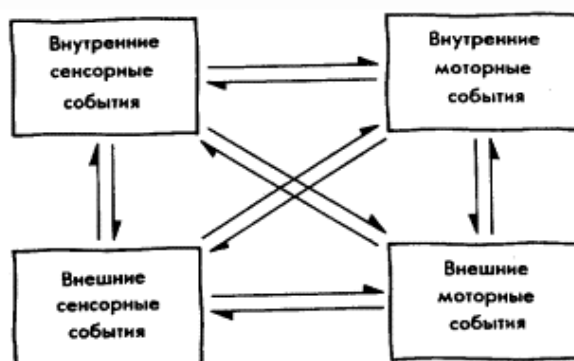 Внутренние
сенсорные
события
Внутренние
моторные
события
Внешние
сенсорные
события
Внешние
моторные
события